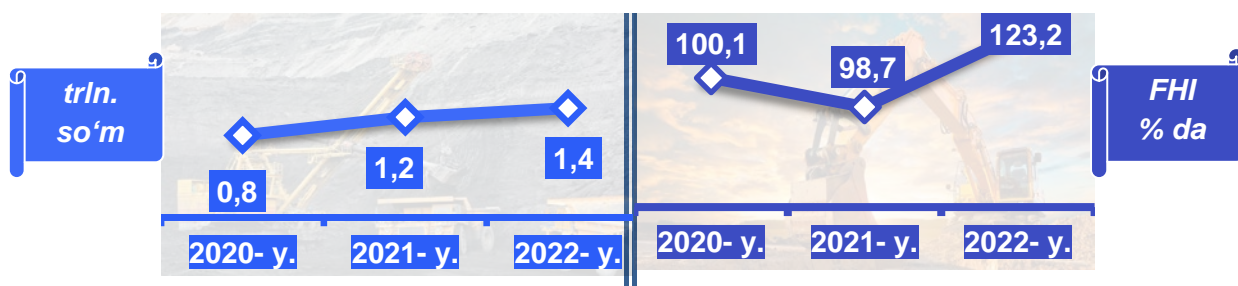 trln.
so‘m
0,8
1,2
1,4
2020- y.
2021- y.
2022- y.
100,1
98,7
123,2
2020- y.
2021- y.
2022- y.
FHI
% da